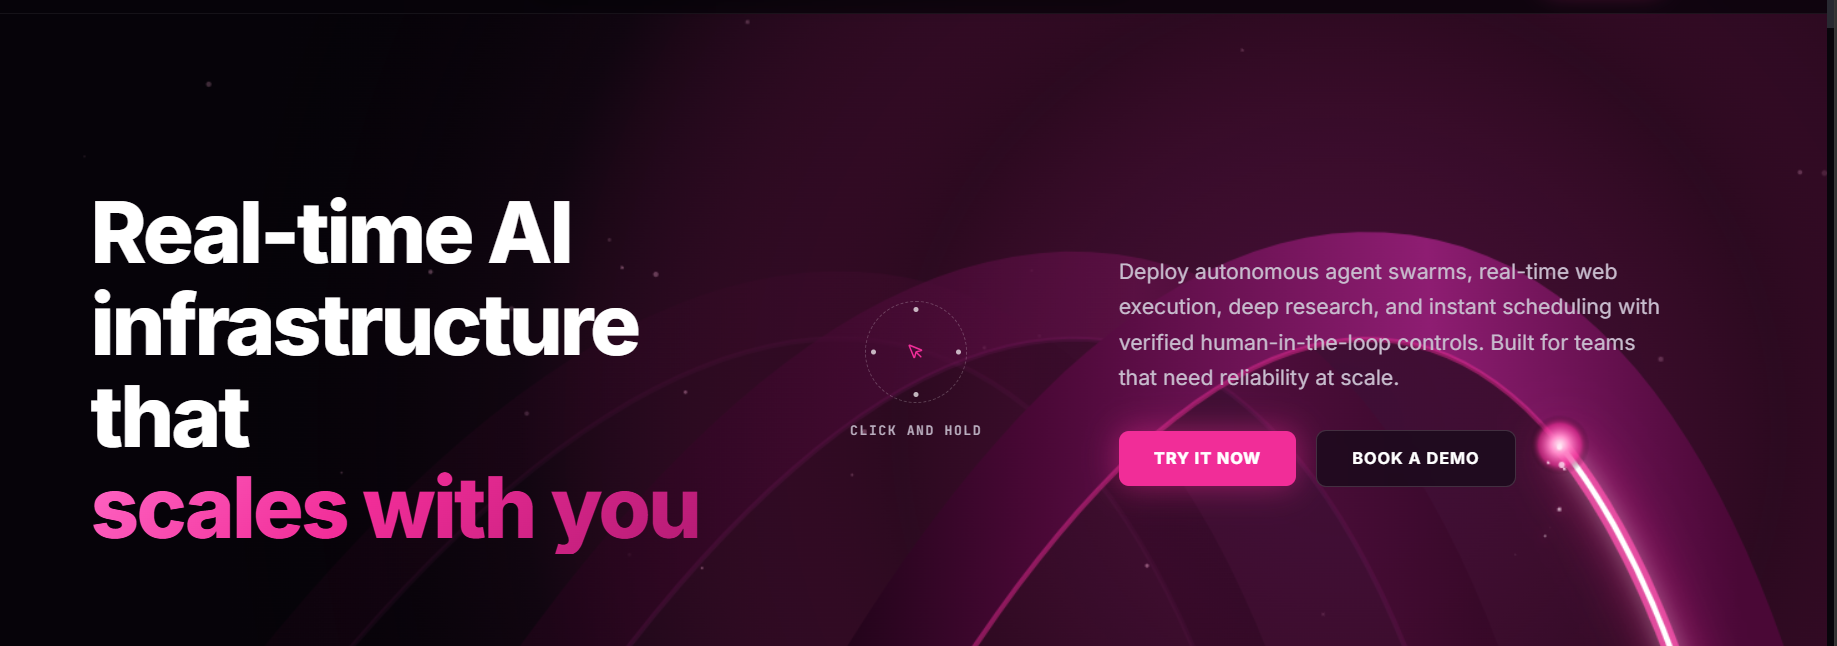 Real-time AI
infrastructure
that
scales with you
CLICK AND HOLD
Deploy autonomous agent swarms, real-time web
execution, deep research, and instant scheduling with
verified human-in-the-loop controls. Built for teams
that need reliability at scale.
TRY IT NOW
BOOK A DEMO